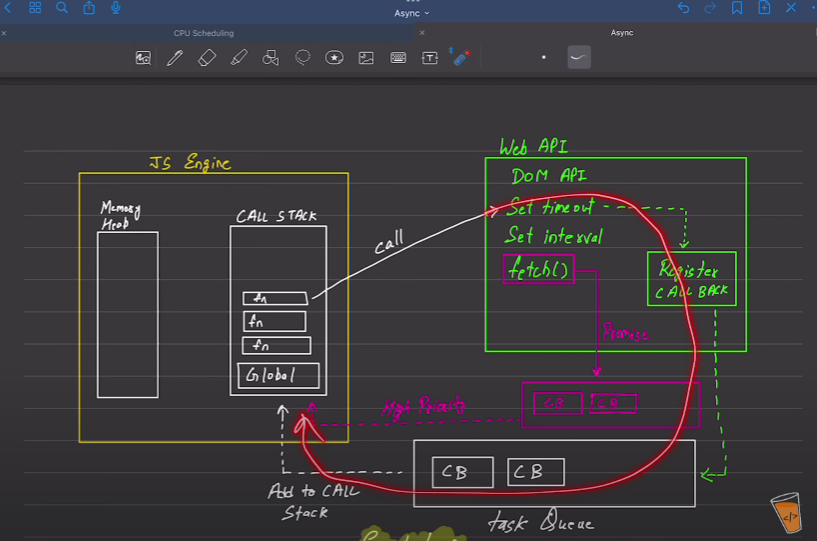 Async
CPU Scheduling
Async
JS Engine
Memory
Heab
CALL STACK
fn
fn
fn
Global
call
Web API
DOM API
Set timeout
Set interval
fetch()
Register
CALL BACK
Promise
CB
CB
High Priority
CB
CB
Add to CALL
Stack
task Queue